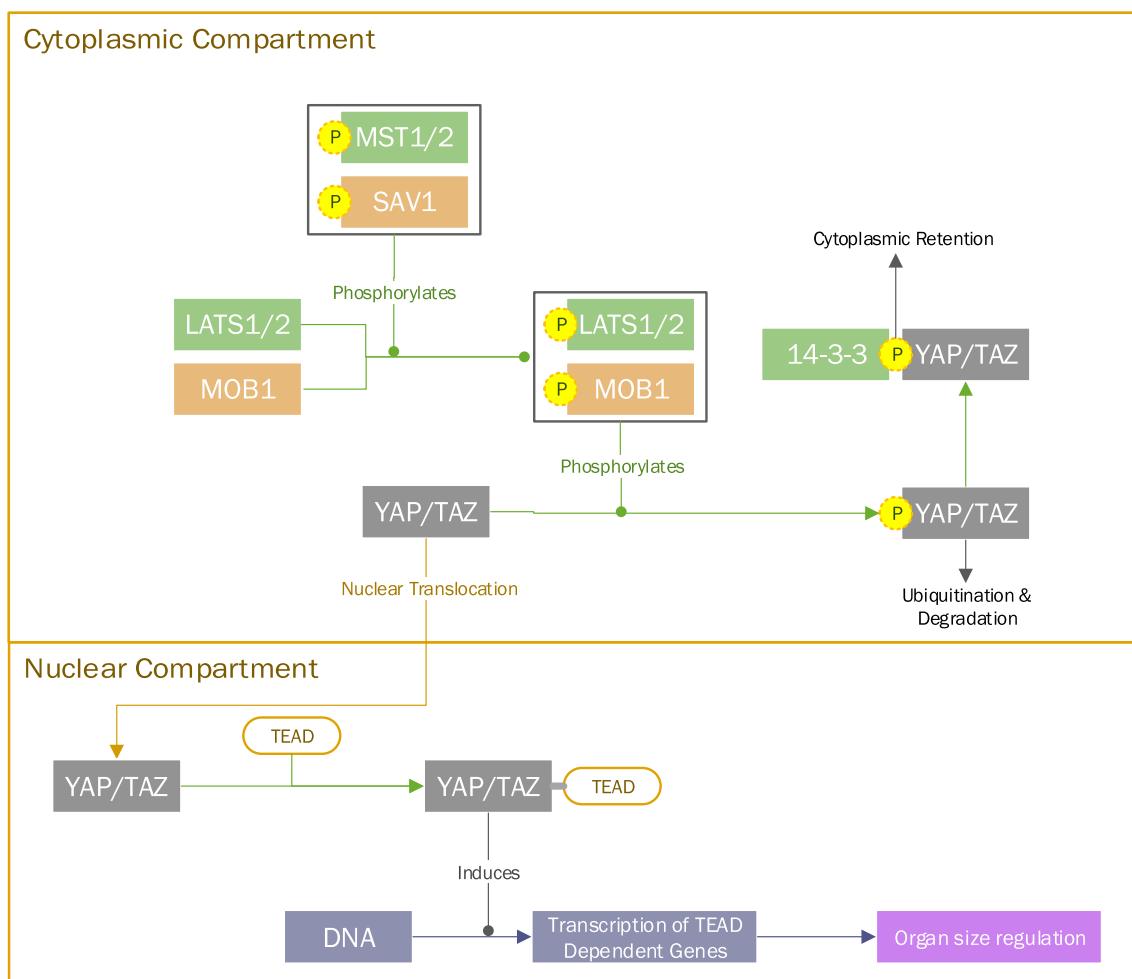 Cytoplasmic Compartment
P
MST1/2
P
SAV1
Cytoplasmic Retention
Phosphorylates
LATS1/2
P
LATS1/2
14-3-3
P
YAP/TAZ
MOB1
P
MOB1
Phosphorylates
YAP/TAZ
P
YAP/TAZ
Nuclear Translocation
Ubiquitination &
Degradation
Nuclear Compartment
TEAD
YAP/TAZ
YAP/TAZ
TEAD
Induces
DNA
Transcription of TEAD
Dependent Genes
Organ size regulation